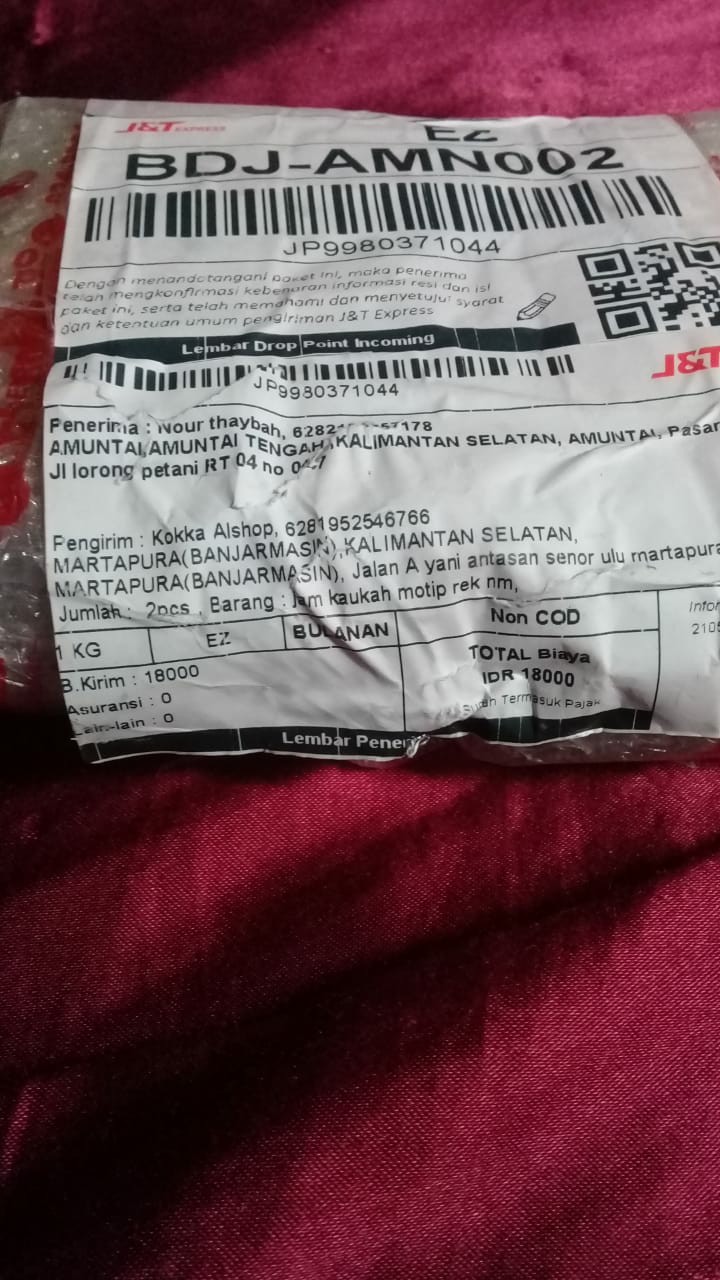 J&T EXPRESS
EZ
BDJ-AMN002
JP9980371044
Dengan menandatangani paket ini, maka penerima
telah mengkonfirmasi kebenaran informasi resi dan isi
paket ini, serta telah memahami dan menyetujui syarat
dan ketentuan umum pengiriman J&T Express
Lembar Drop Point Incoming
J&T
JP9980371044
Penerima : Nour thaybah,
AMUNTAI,AMUNTAI TENGAH,KALIMANTAN SELATAN, AMUNTAI, Pasar
Jl lorong petani RT 04 no
Pengirim : Kokka Alshop, 6281952546766
MARTAPURA(BANJARMASIN),KALIMANTAN SELATAN,
MARTAPURA(BANJARMASIN), Jalan A yani antasan senor ulu martapura
Jumlah : 2pcs , Barang : Jam kaukah motip rek nm,
1 KG EZ BULANAN Non COD
B.Kirim : 18000
Asuransi : 0
Lain-lain : 0
TOTAL Biaya
IDR 18000
Sudah Termasuk Pajak
Lembar